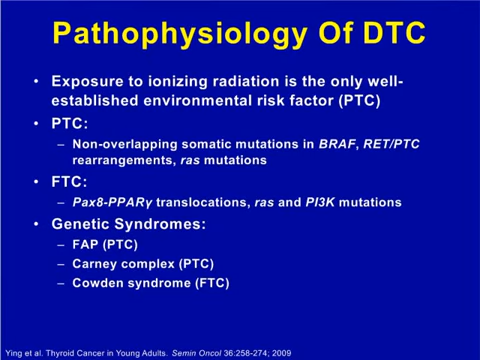 Pathophysiology Of DTC
• Exposure to ionizing radiation is the only well-
established environmental risk factor (PTC)
• PTC:
– Non-overlapping somatic mutations in BRAF, RET/PTC
rearrangements, ras mutations
• FTC:
– Pax8-PPARγ translocations, ras and PI3K mutations
• Genetic Syndromes:
– FAP (PTC)
– Carney complex (PTC)
– Cowden syndrome (FTC)
Ying et al. Thyroid Cancer in Young Adults. Semin Oncol 36:258-274; 2009